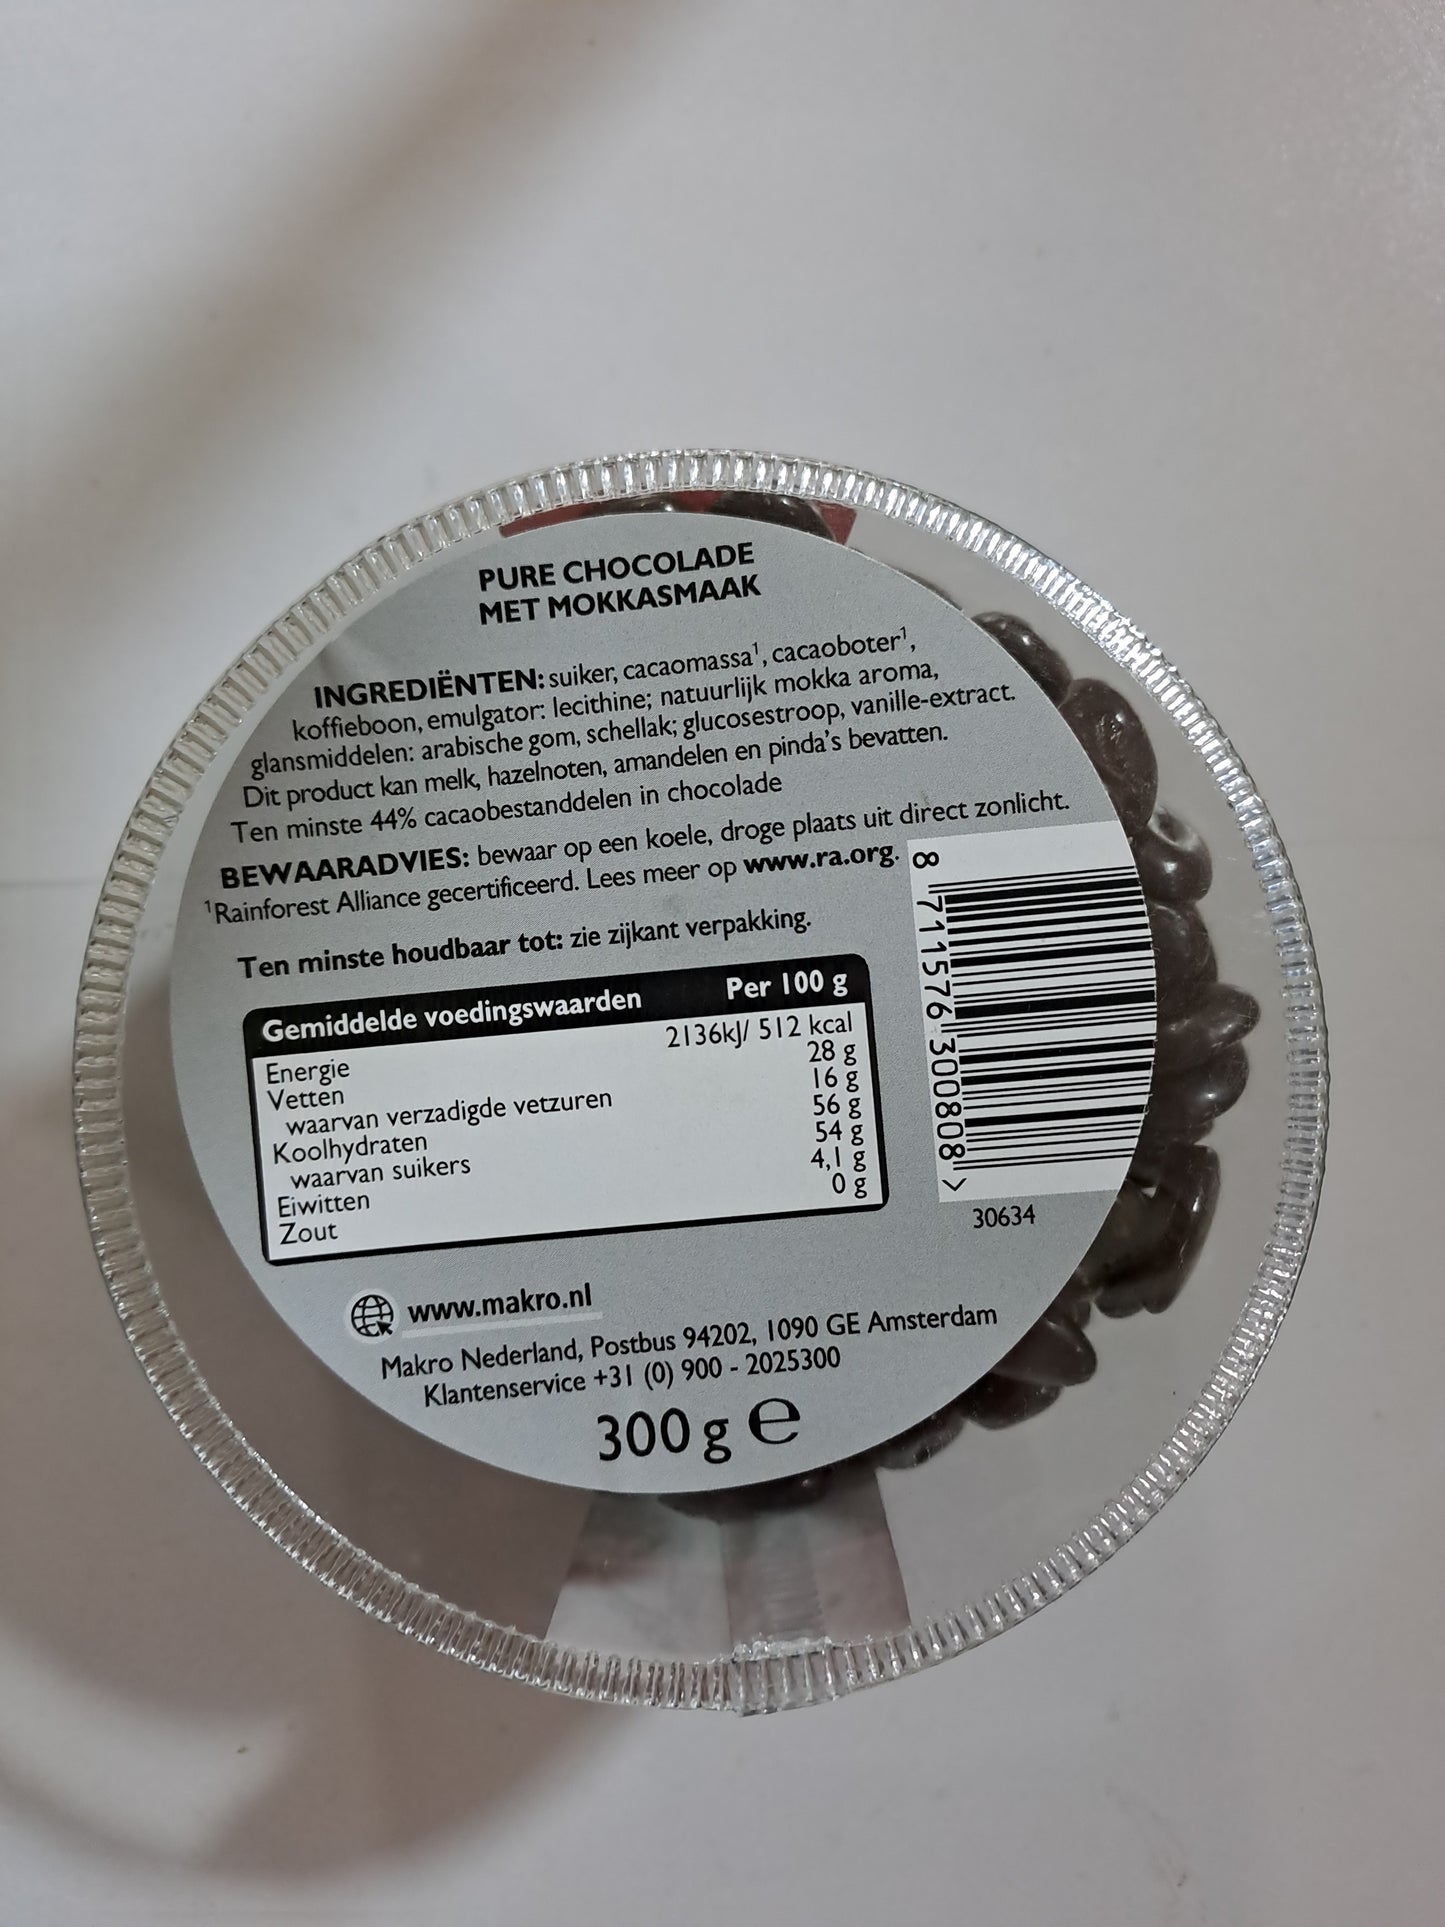 PURE CHOCOLADE
MET MOKKASMAAK
INGREDIËNTEN: suiker, cacaomassa¹, cacaoboter¹,
koffieboon, emulgator: lecithine; natuurlijk mokka aroma,
glansmiddelen: arabische gom, schellak; glucosestroop, vanille-extract.
Dit product kan melk, hazelnoten, amandelen en pinda's bevatten.
Ten minste 44% cacaobestanddelen in chocolade
BEWAARADVIES: bewaar op een koele, droge plaats uit direct zonlicht.
¹Rainforest Alliance gecertificeerd. Lees meer op www.ra.org.
Ten minste houdbaar tot: zie zijkant verpakking.
Gemiddelde voedingswaarden Per 100 g
Energie 2136kJ/ 512 kcal
Vetten 28 g
waarvan verzadigde vetzuren 16 g
Koolhydraten 56 g
waarvan suikers 54 g
Eiwitten 4,1 g
Zout 0 g
8 711576 300808 >
30634
www.makro.nl
Makro Nederland, Postbus 94202, 1090 GE Amsterdam
Klantenservice +31 (0) 900 - 2025300
300 g ℮